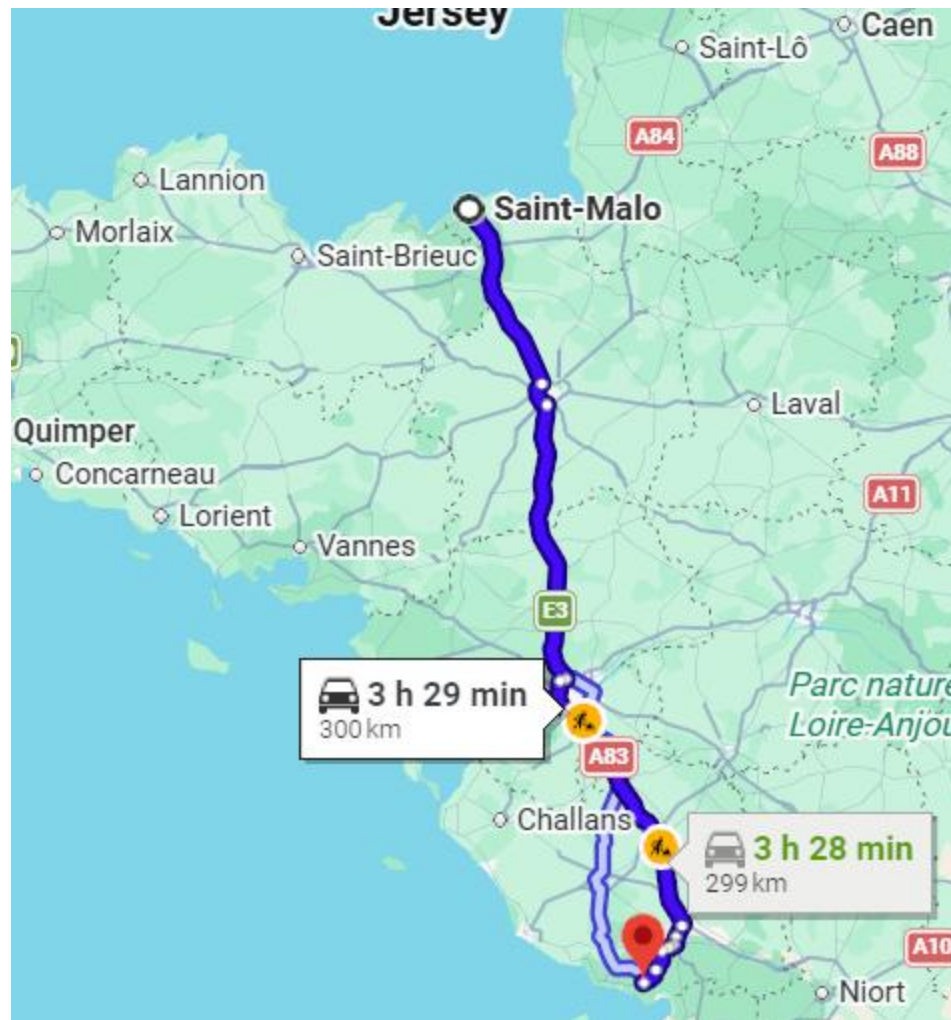 Jersey
Caen
Saint-Lô
A84
A88
Lannion
Saint-Malo
Morlaix
Saint-Brieuc
Laval
Quimper
Concarneau
A11
Lorient
Vannes
E3
3 h 29 min
300 km
Parc nature
Loire-Anjou
A83
Challans
3 h 28 min
299 km
A10
Niort